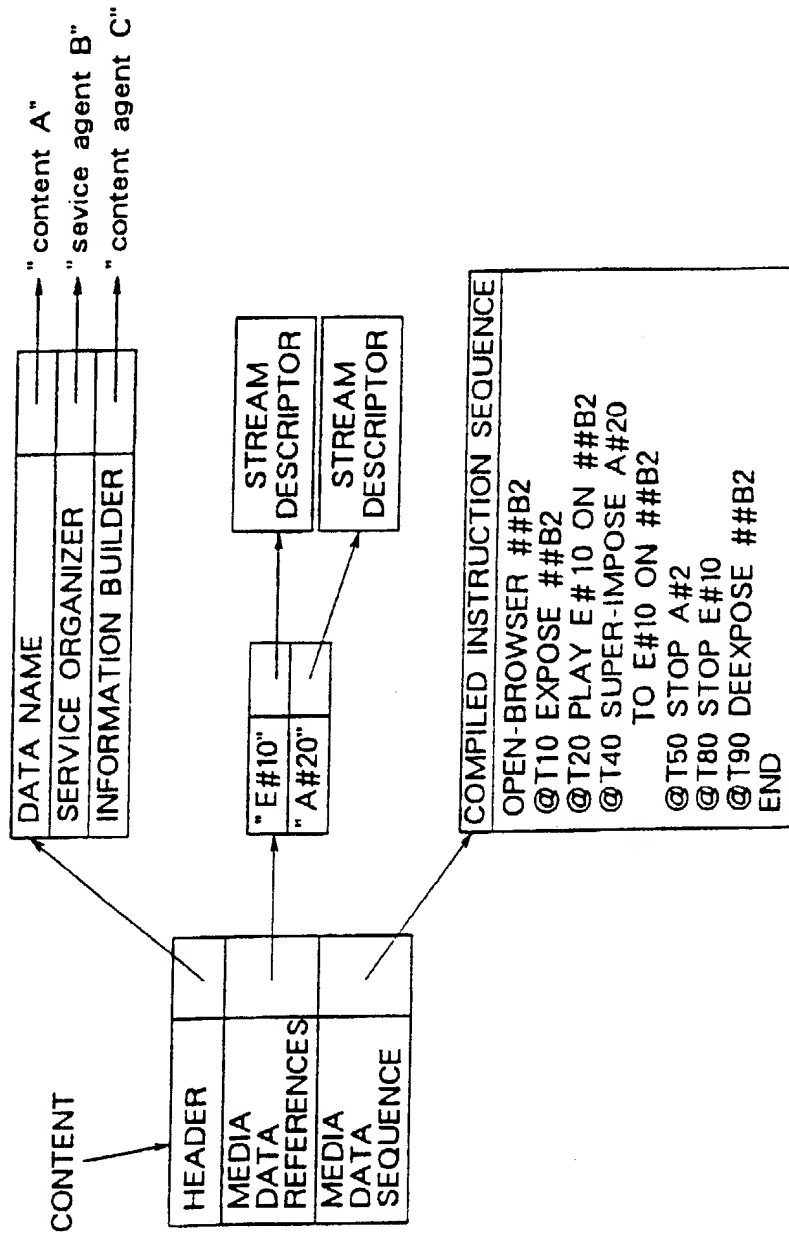 CONTENT
HEADER
MEDIA
DATA
REFERENCES
MEDIA
DATA
SEQUENCE
DATA NAME
SERVICE ORGANIZER
INFORMATION BUILDER
" content A"
" sevice agent B"
" content agent C"
" E#10"
" A#20"
STREAM
DESCRIPTOR
STREAM
DESCRIPTOR
COMPILED INSTRUCTION SEQUENCE
OPEN-BROWSER ##B2
@T10 EXPOSE ##B2
@T20 PLAY E# 10 ON ##B2
@T40 SUPER-IMPOSE A#20
TO E#10 ON ##B2
@T50 STOP A#2
@T80 STOP E#10
@T90 DEEXPOSE ##B2
END